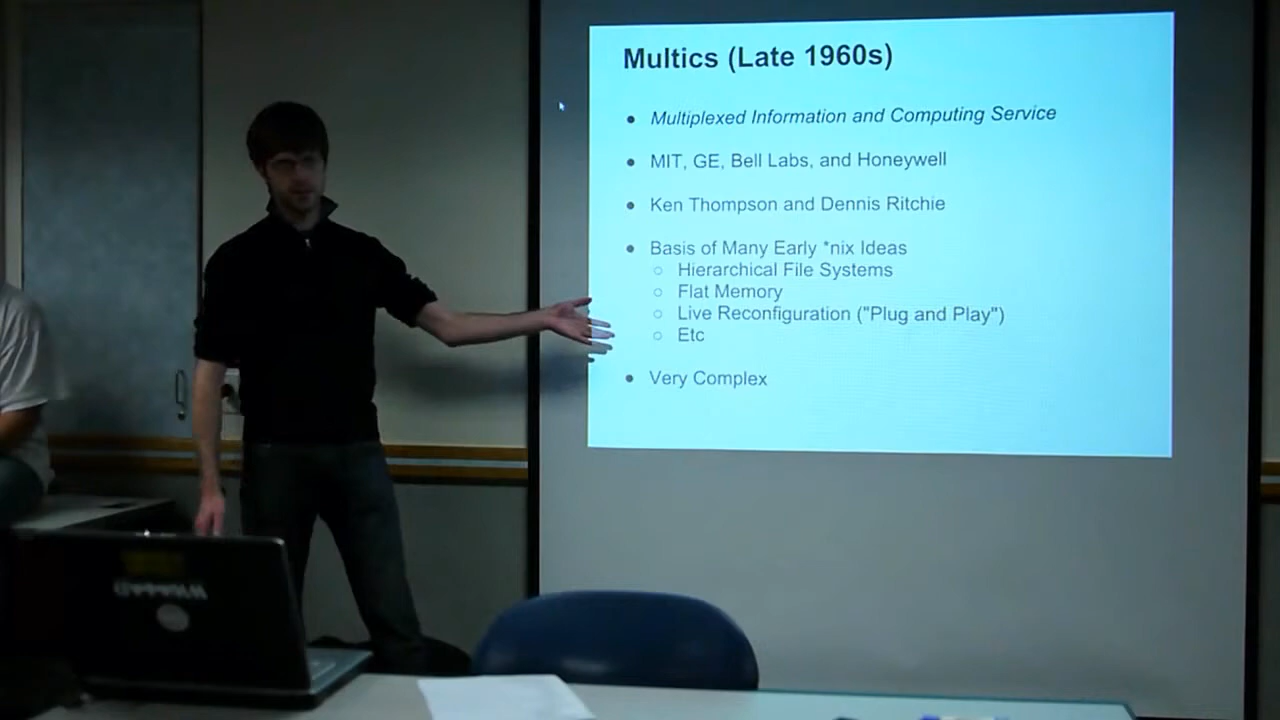 Multics (Late 1960s)
● Multiplexed Information and Computing Service
● MIT, GE, Bell Labs, and Honeywell
● Ken Thompson and Dennis Ritchie
● Basis of Many Early *nix Ideas
○ Hierarchical File Systems
○ Flat Memory
○ Live Reconfiguration ("Plug and Play")
○ Etc
● Very Complex